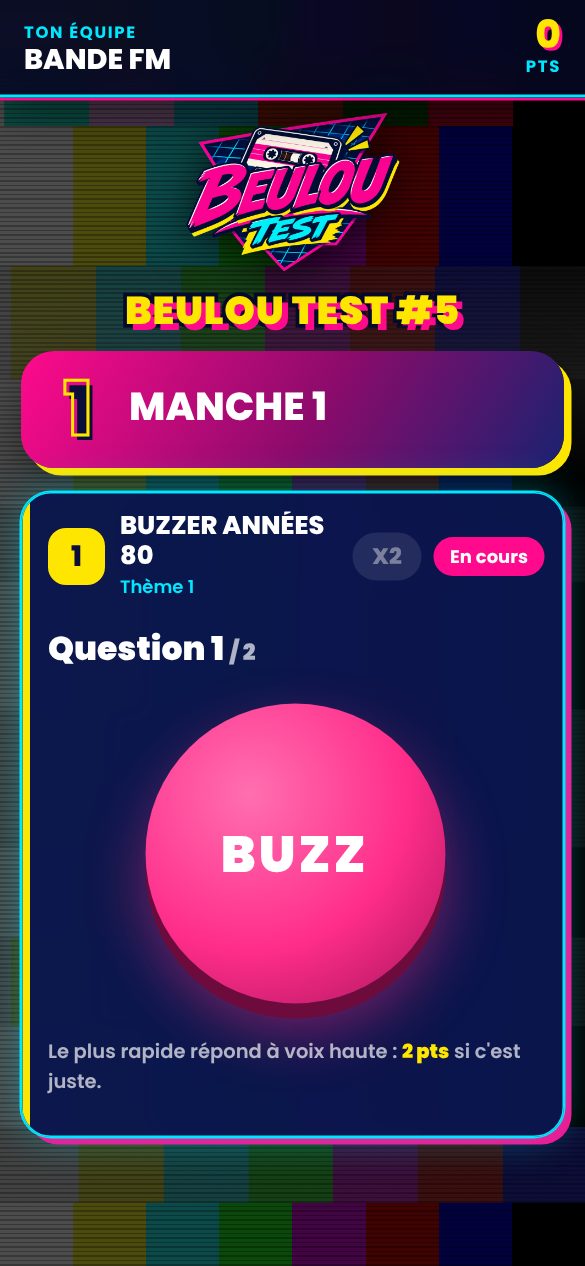 TON ÉQUIPE
BANDE FM
0
PTS
BEULOU
TEST
BEULOU TEST #5
1 MANCHE 1
1
BUZZER ANNÉES
80
Thème 1
X2
En cours
Question 1 / 2
BUZZ
Le plus rapide répond à voix haute : 2 pts si c'est
juste.